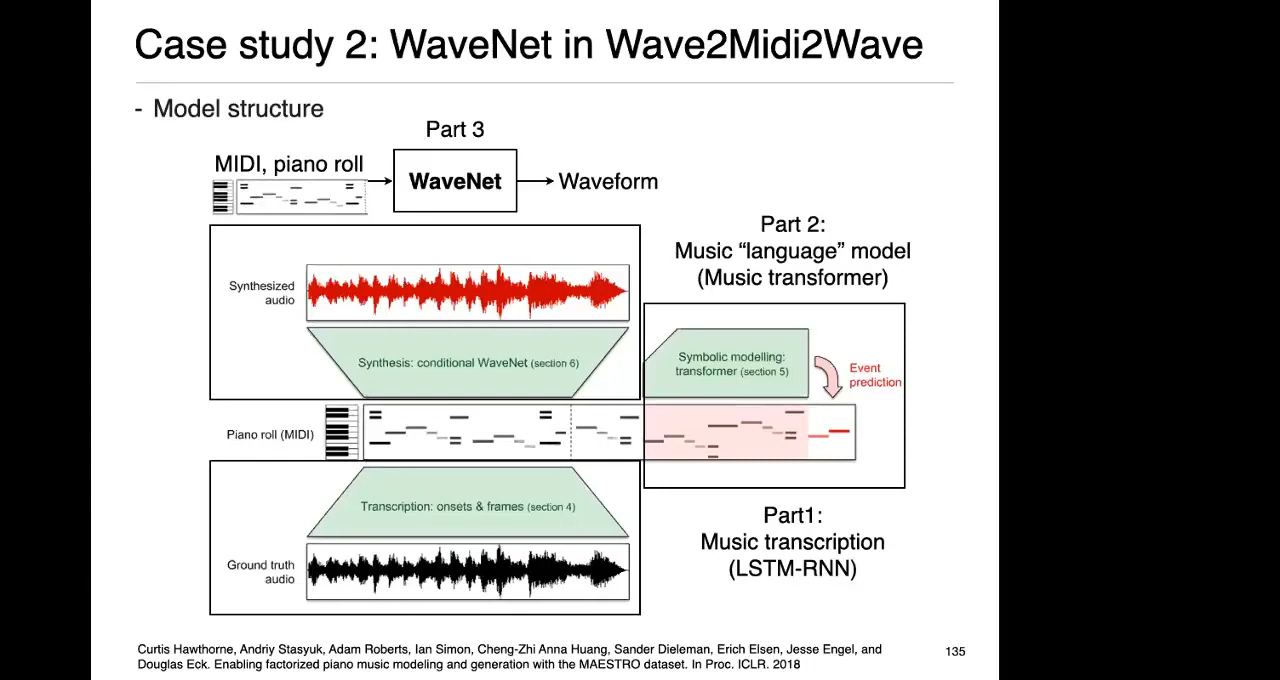 Case study 2: WaveNet in Wave2Midi2Wave
- Model structure
Part 3
MIDI, piano roll
WaveNet
Waveform
Part 2:
Music “language” model
(Music transformer)
Synthesized
audio
Synthesis: conditional WaveNet (section 6)
Symbolic modelling:
transformer (section 5)
Event
prediction
Piano roll (MIDI)
Transcription: onsets & frames (section 4)
Part1:
Music transcription
(LSTM-RNN)
Ground truth
audio
Curtis Hawthorne, Andriy Stasyuk, Adam Roberts, Ian Simon, Cheng-Zhi Anna Huang, Sander Dieleman, Erich Elsen, Jesse Engel, and
Douglas Eck. Enabling factorized piano music modeling and generation with the MAESTRO dataset. In Proc. ICLR. 2018
135